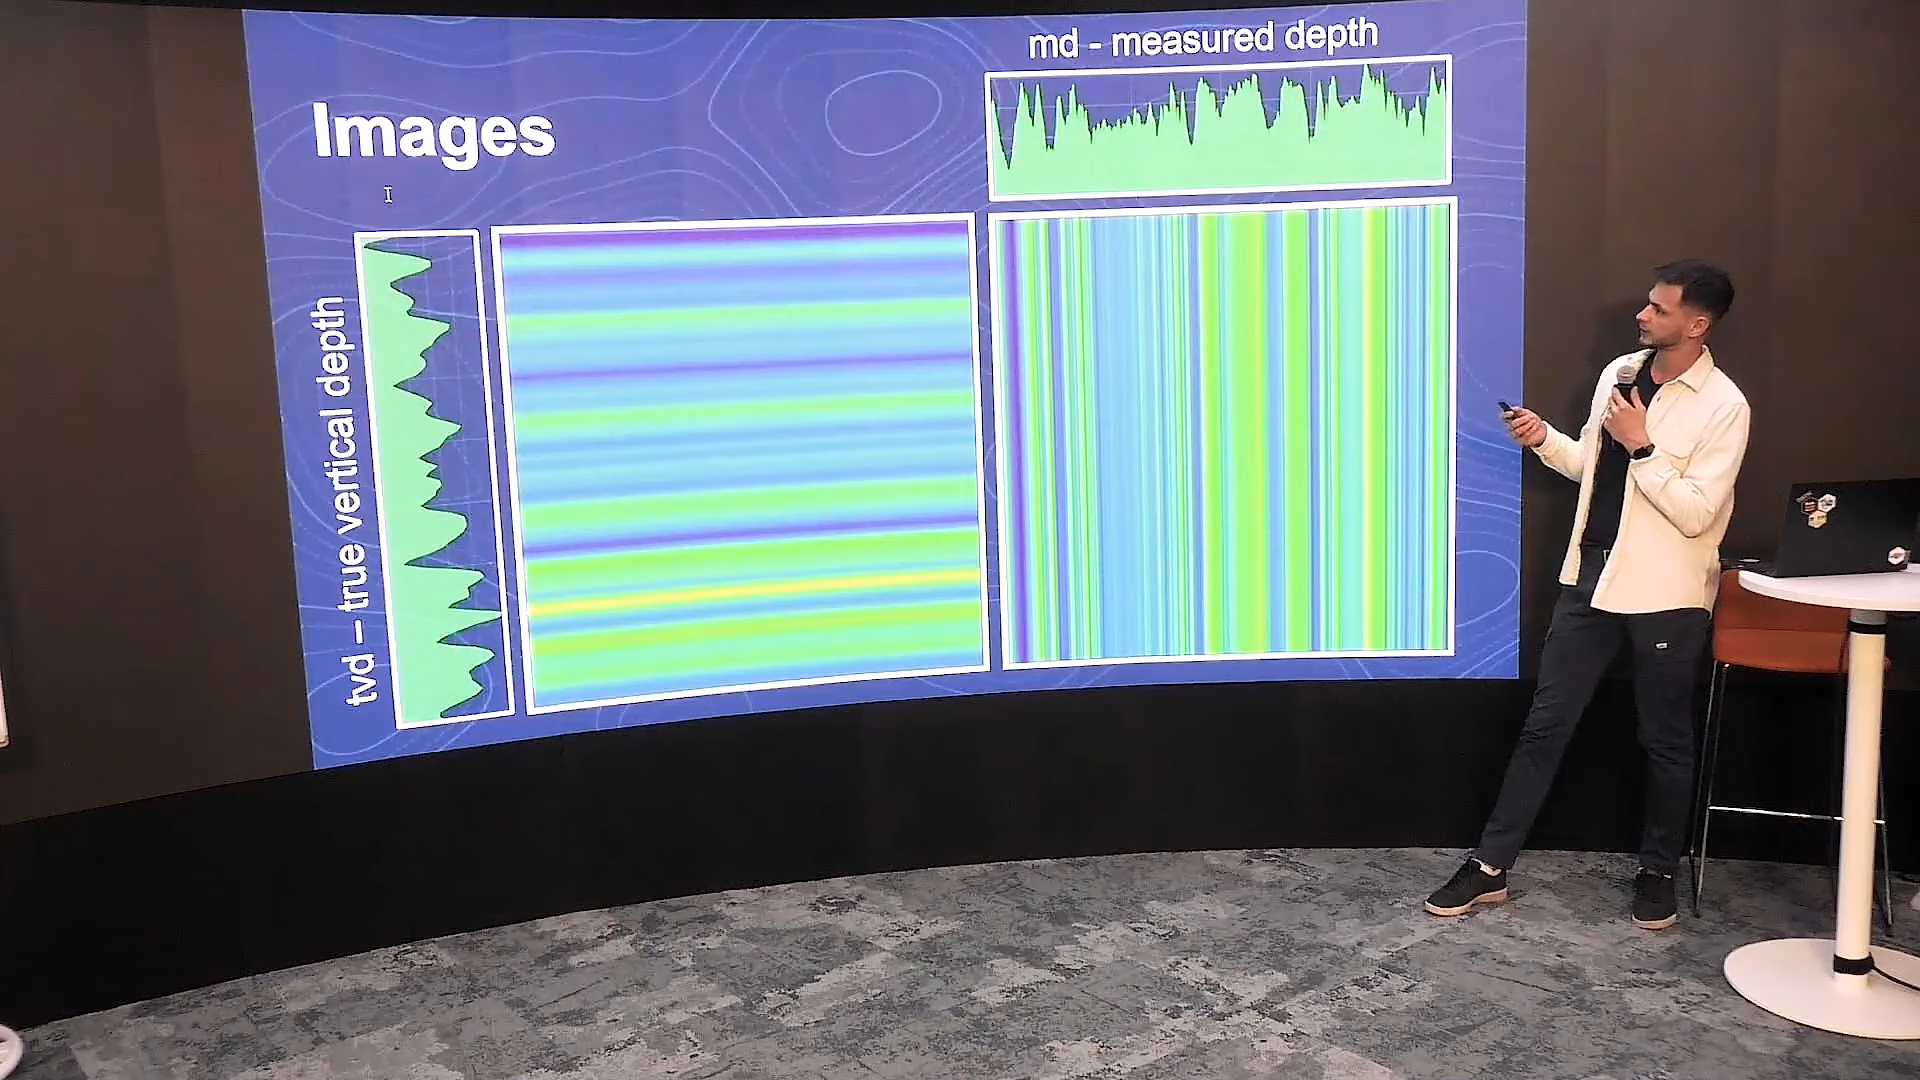 md - measured depth
Images
tvd – true vertical depth